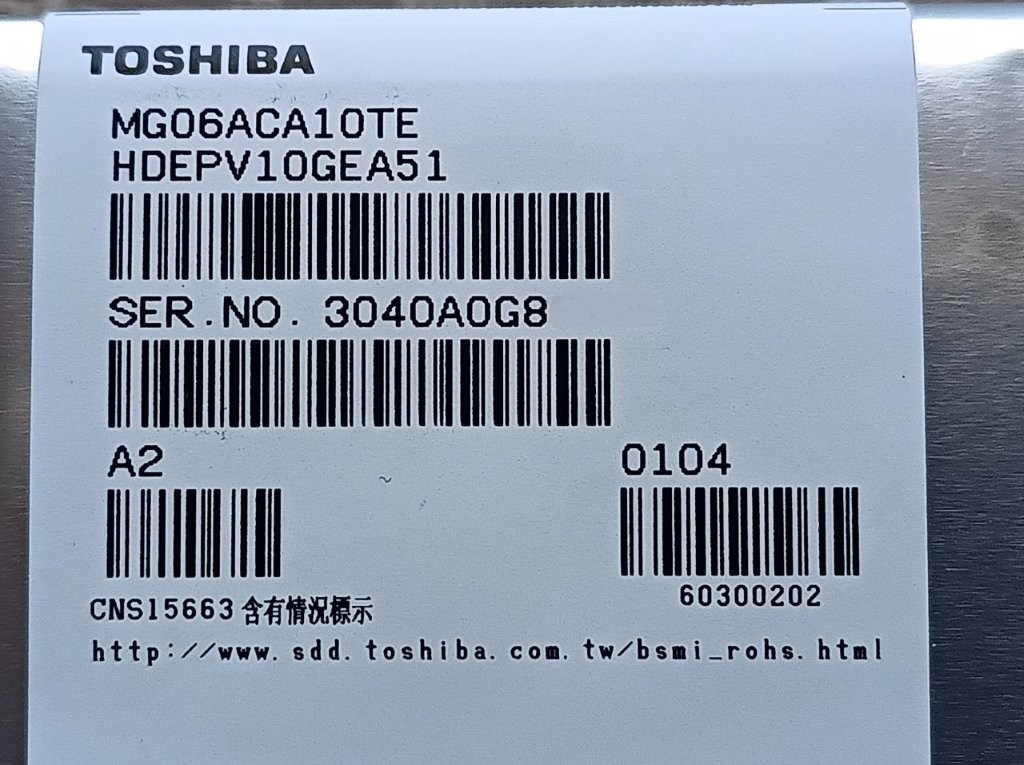 TOSHIBA
MG06ACA10TE
HDEPV10GEA51
SER.NO. 3040A0G8
A2
0104
60300202
CNS15663 含有情況標示
http://www.sdd.toshiba.com.tw/bsmi_rohs.html